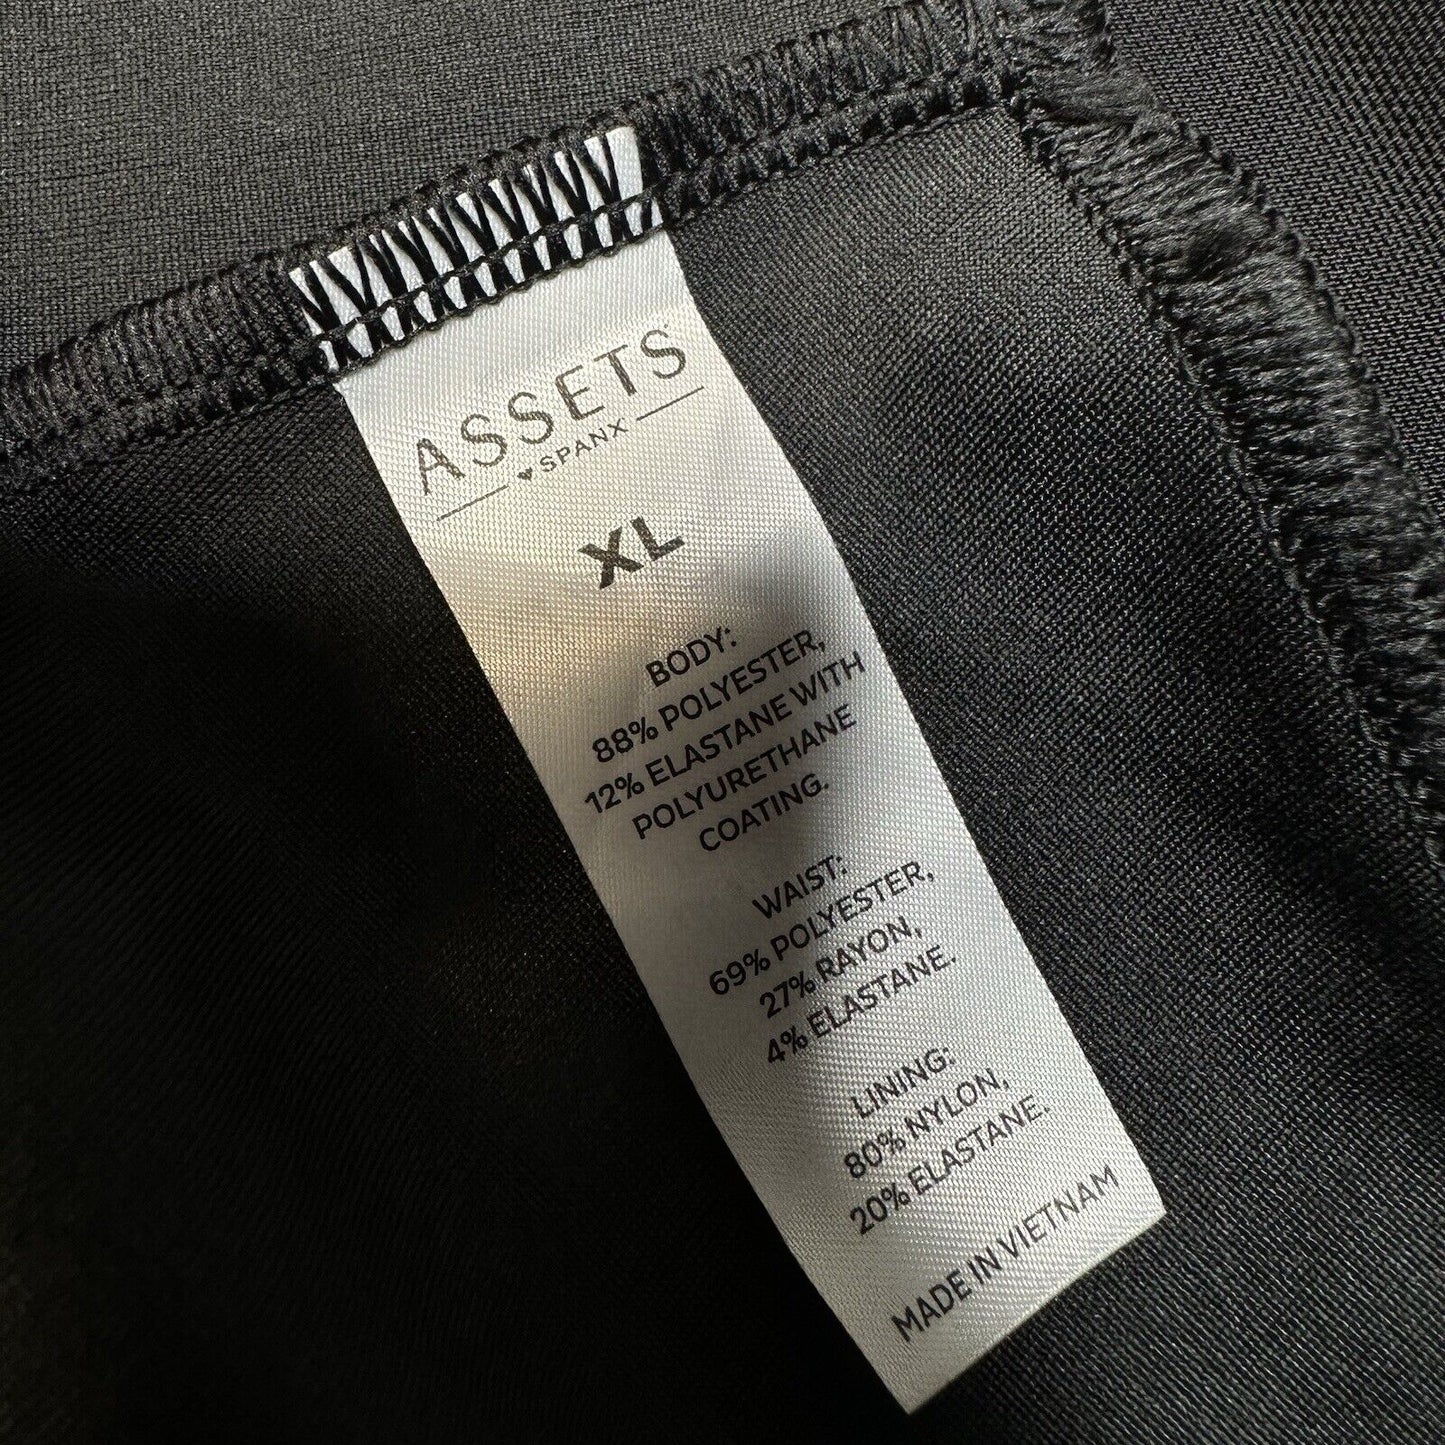 ASSETS
♥ SPANX
XL
BODY:
88% POLYESTER,
12% ELASTANE WITH
POLYURETHANE
COATING.
WAIST:
69% POLYESTER,
27% RAYON,
4% ELASTANE.
LINING:
80% NYLON,
20% ELASTANE.
MADE IN VIETNAM